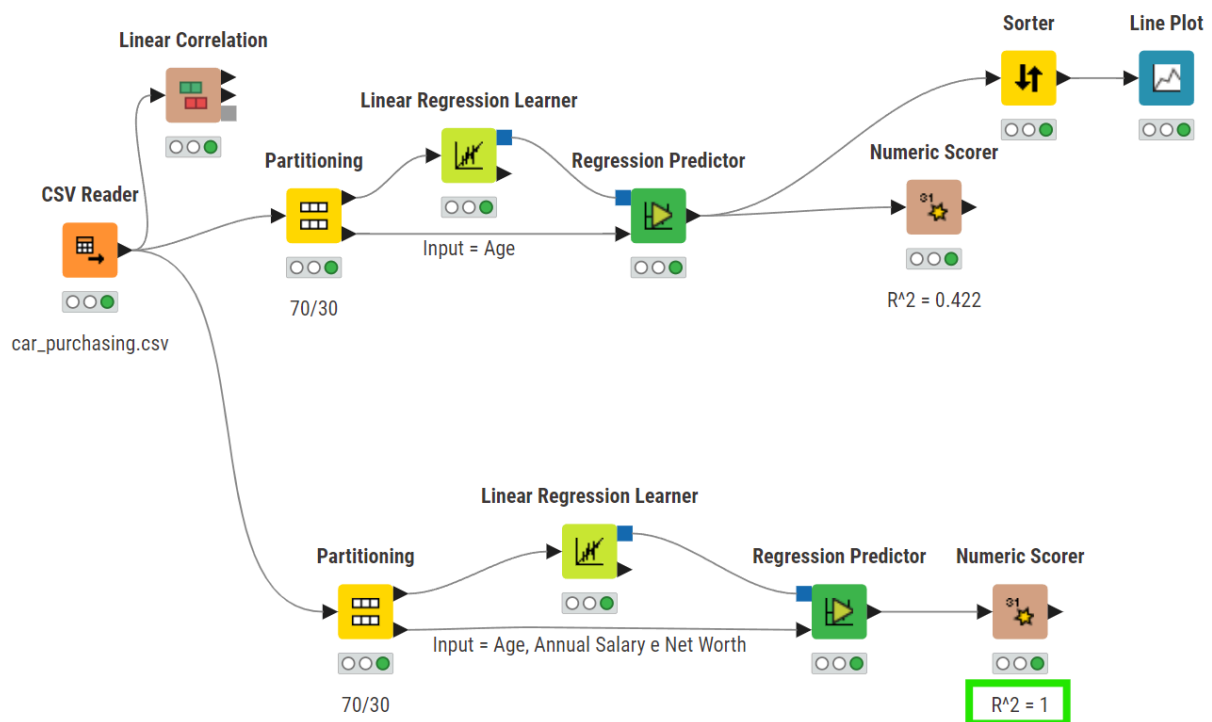 Sorter
Line Plot
Linear Correlation
Linear Regression Learner
Partitioning
Regression Predictor
Numeric Scorer
CSV Reader
31
Input = Age
70/30
R^2 = 0.422
car_purchasing.csv
Linear Regression Learner
Partitioning
Regression Predictor
Numeric Scorer
31
Input = Age, Annual Salary e Net Worth
70/30
R^2 = 1